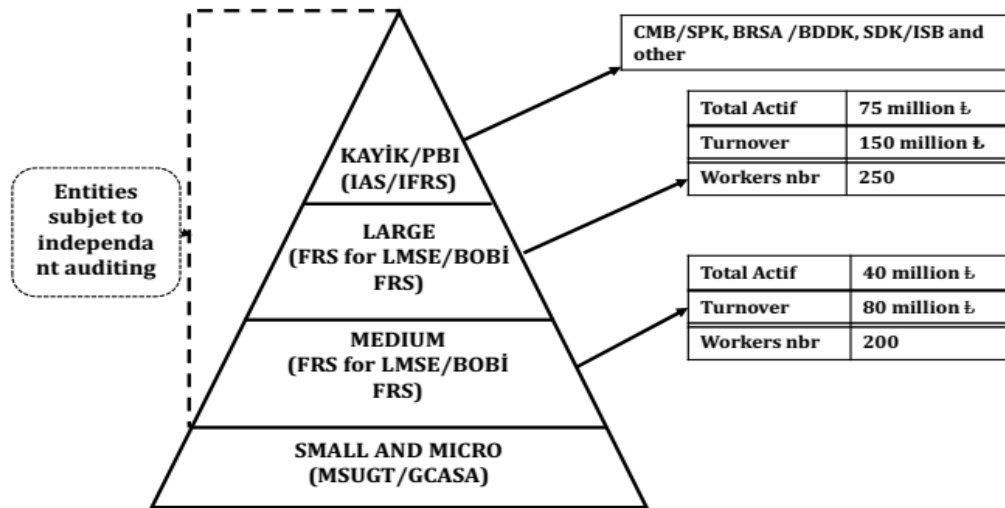 CMB/SPK, BRSA /BDDK, SDK/ISB and
other
Total Actif 75 million ₺
Turnover 150 million ₺
Workers nbr 250
KAYİK/PBI
(IAS/IFRS)
Entities
subjet to
independa
nt auditing
LARGE
(FRS for LMSE/BOBİ
FRS)
Total Actif 40 million ₺
Turnover 80 million ₺
Workers nbr 200
MEDIUM
(FRS for LMSE/BOBİ
FRS)
SMALL AND MICRO
(MSUGT/GCASA)